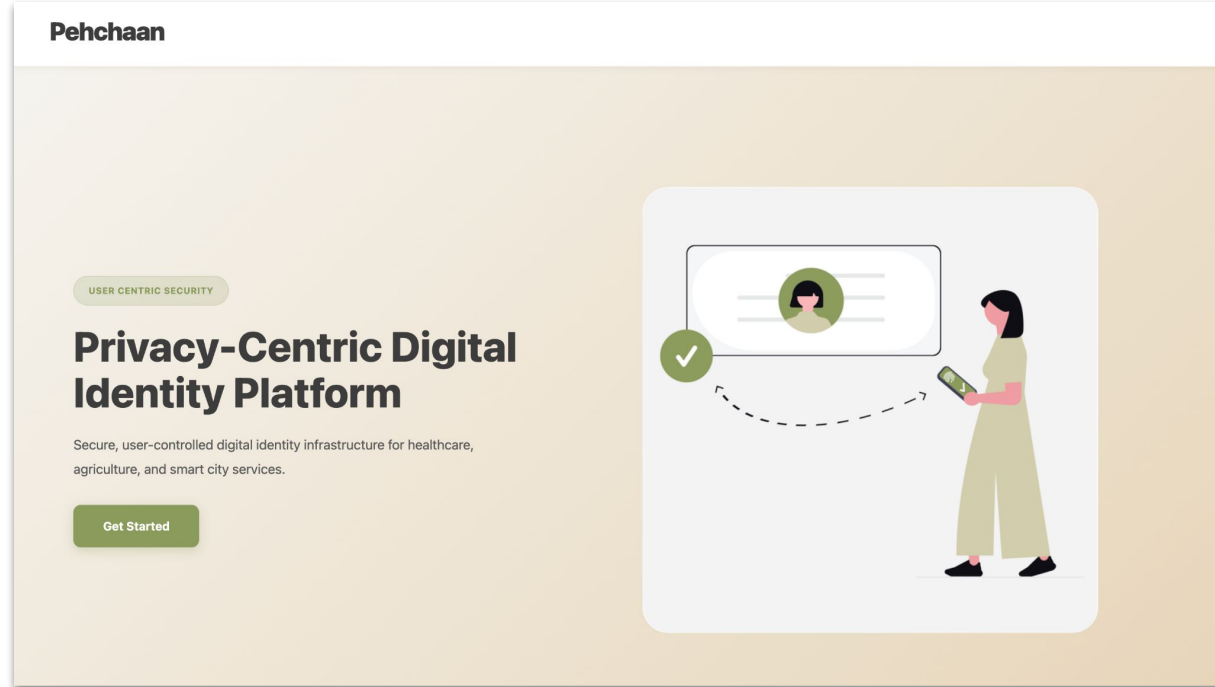 Pehchaan
USER CENTRIC SECURITY
Privacy-Centric Digital
Identity Platform
Secure, user-controlled digital identity infrastructure for healthcare,
agriculture, and smart city services.
Get Started